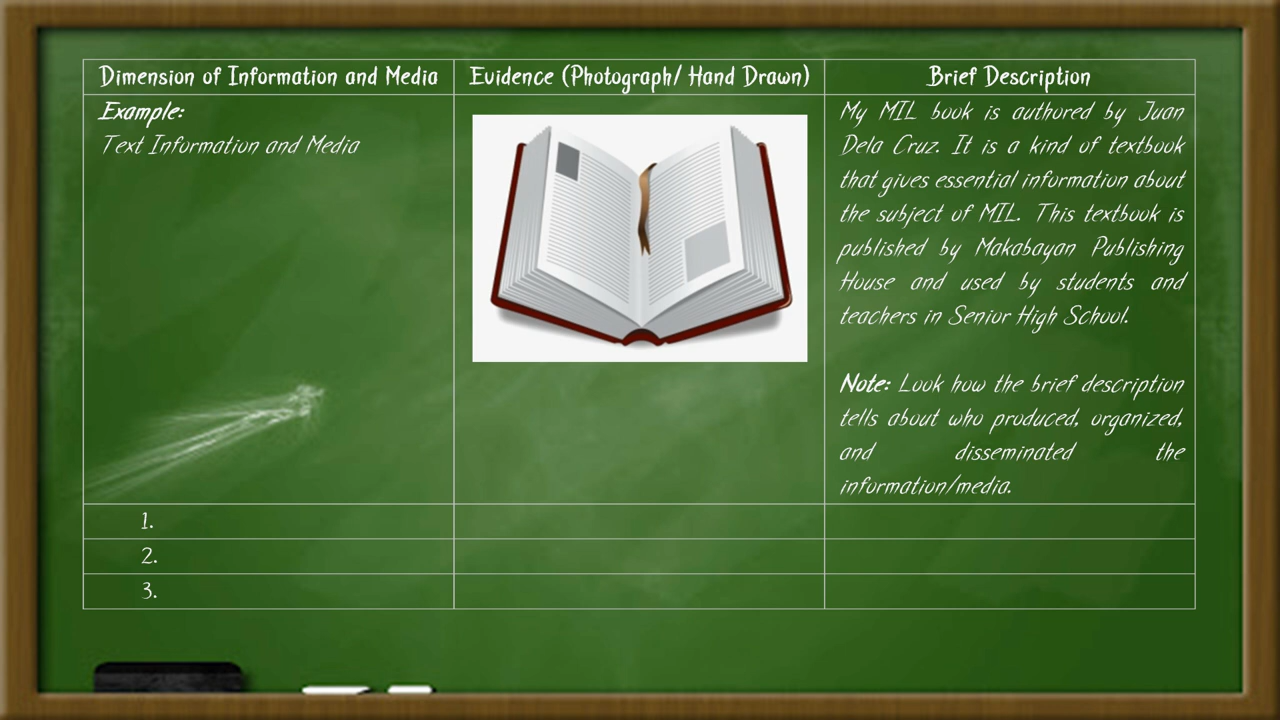 Dimension of Information and Media
Evidence (Photograph/ Hand Drawn)
Brief Description
Example:
Text Information and Media
My MIL book is authored by Juan
Dela Cruz. It is a kind of textbook
that gives essential information about
the subject of MIL. This textbook is
published by Makabayan Publishing
House and used by students and
teachers in Senior High School.
Note: Look how the brief description
tells about who produced, organized,
and disseminated the
information/media.
1.
2.
3.